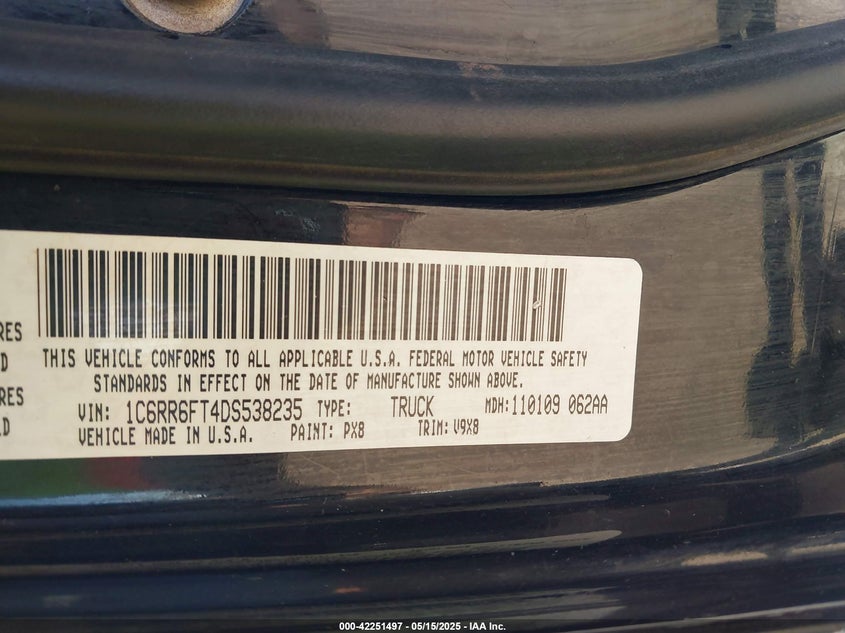 RES
D
RES
LD
THIS VEHICLE CONFORMS TO ALL APPLICABLE U.S.A. FEDERAL MOTOR VEHICLE SAFETY
STANDARDS IN EFFECT ON THE DATE OF MANUFACTURE SHOWN ABOVE.
VIN: 1C6RR6FT4DS538235 TYPE: TRUCK MDH:110109 062AA
VEHICLE MADE IN U.S.A. PAINT: PX8 TRIM: V9X8
000-42251497 - 05/15/2025 - IAA Inc.